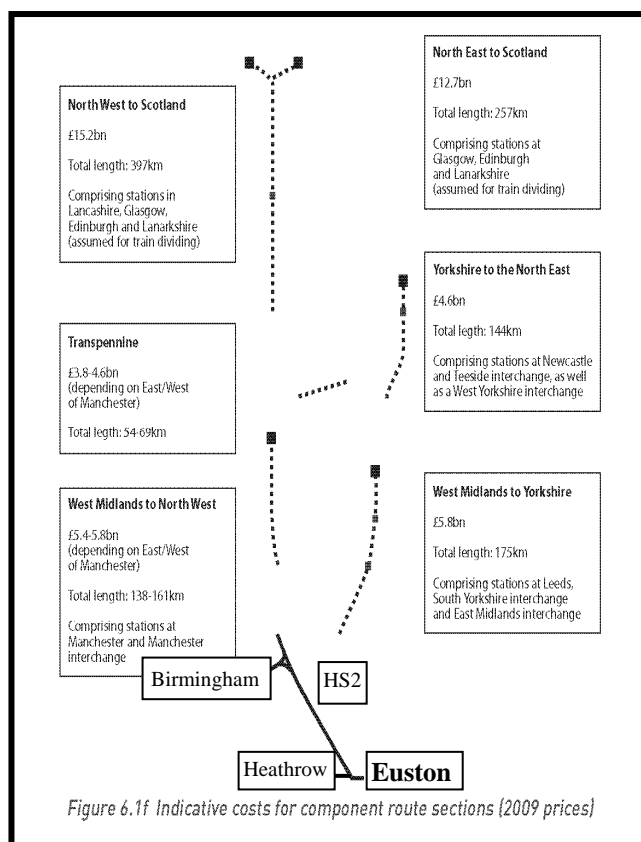 North East to Scotland
£12.7bn
Total length: 257km
Comprising stations at
Glasgow, Edinburgh
and Lanarkshire
(assumed for train dividing)
North West to Scotland
£15.2bn
Total length: 397km
Comprising stations in
Lancashire, Glasgow,
Edinburgh and Lanarkshire
(assumed for train dividing)
Yorkshire to the North East
£4.6bn
Total legth: 144km
Comprising stations at Newcastle
and Teeside interchange, as well
as a West Yorkshire interchange
Transpennine
£3.8-4.6bn
(depending on East/West
of Manchester)
Total legth: 54-69km
West Midlands to Yorkshire
£5.8bn
Total length: 175km
Comprising stations at Leeds,
South Yorkshire interchange
and East Midlands interchange
West Midlands to North West
£5.4-5.8bn
(depending on East/West
of Manchester)
Total length: 138-161km
Comprising stations at
Manchester and Manchester
interchange
Birmingham
HS2
Heathrow
Euston
Figure 6.1f Indicative costs for component route sections (2009 prices)